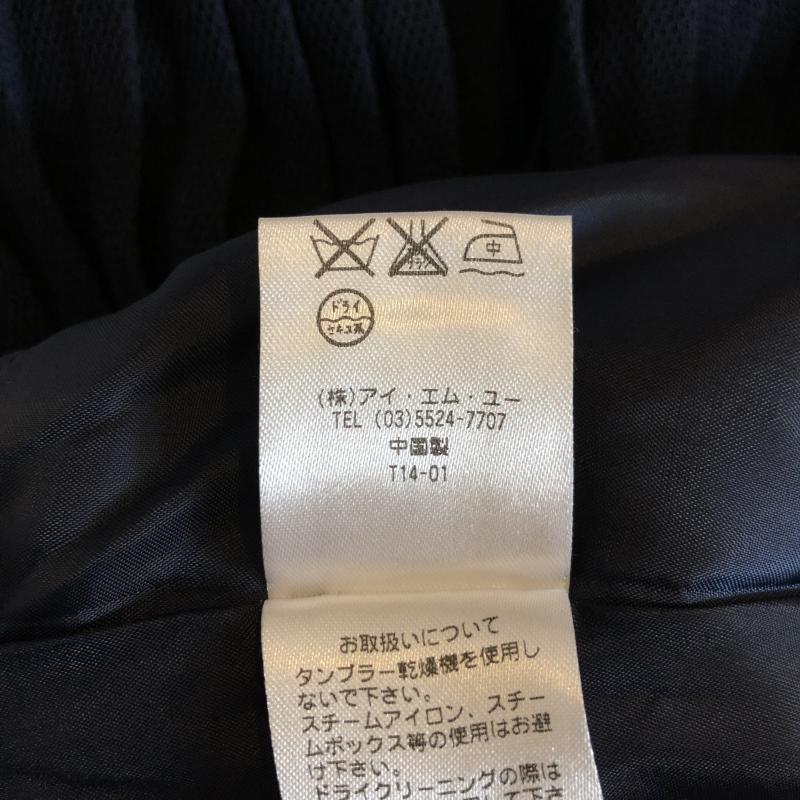 中
ドライ
セキユ系
(株)アイ・エム・ユー
TEL (03)5524-7707
中国製
T14-01
お取扱いについて
タンブラー乾燥機を使用し
ないで下さい。
スチームアイロン、スチー
ムボックス等の使用はお避
け下さい。
ドライクリーニングの際は
して下さ